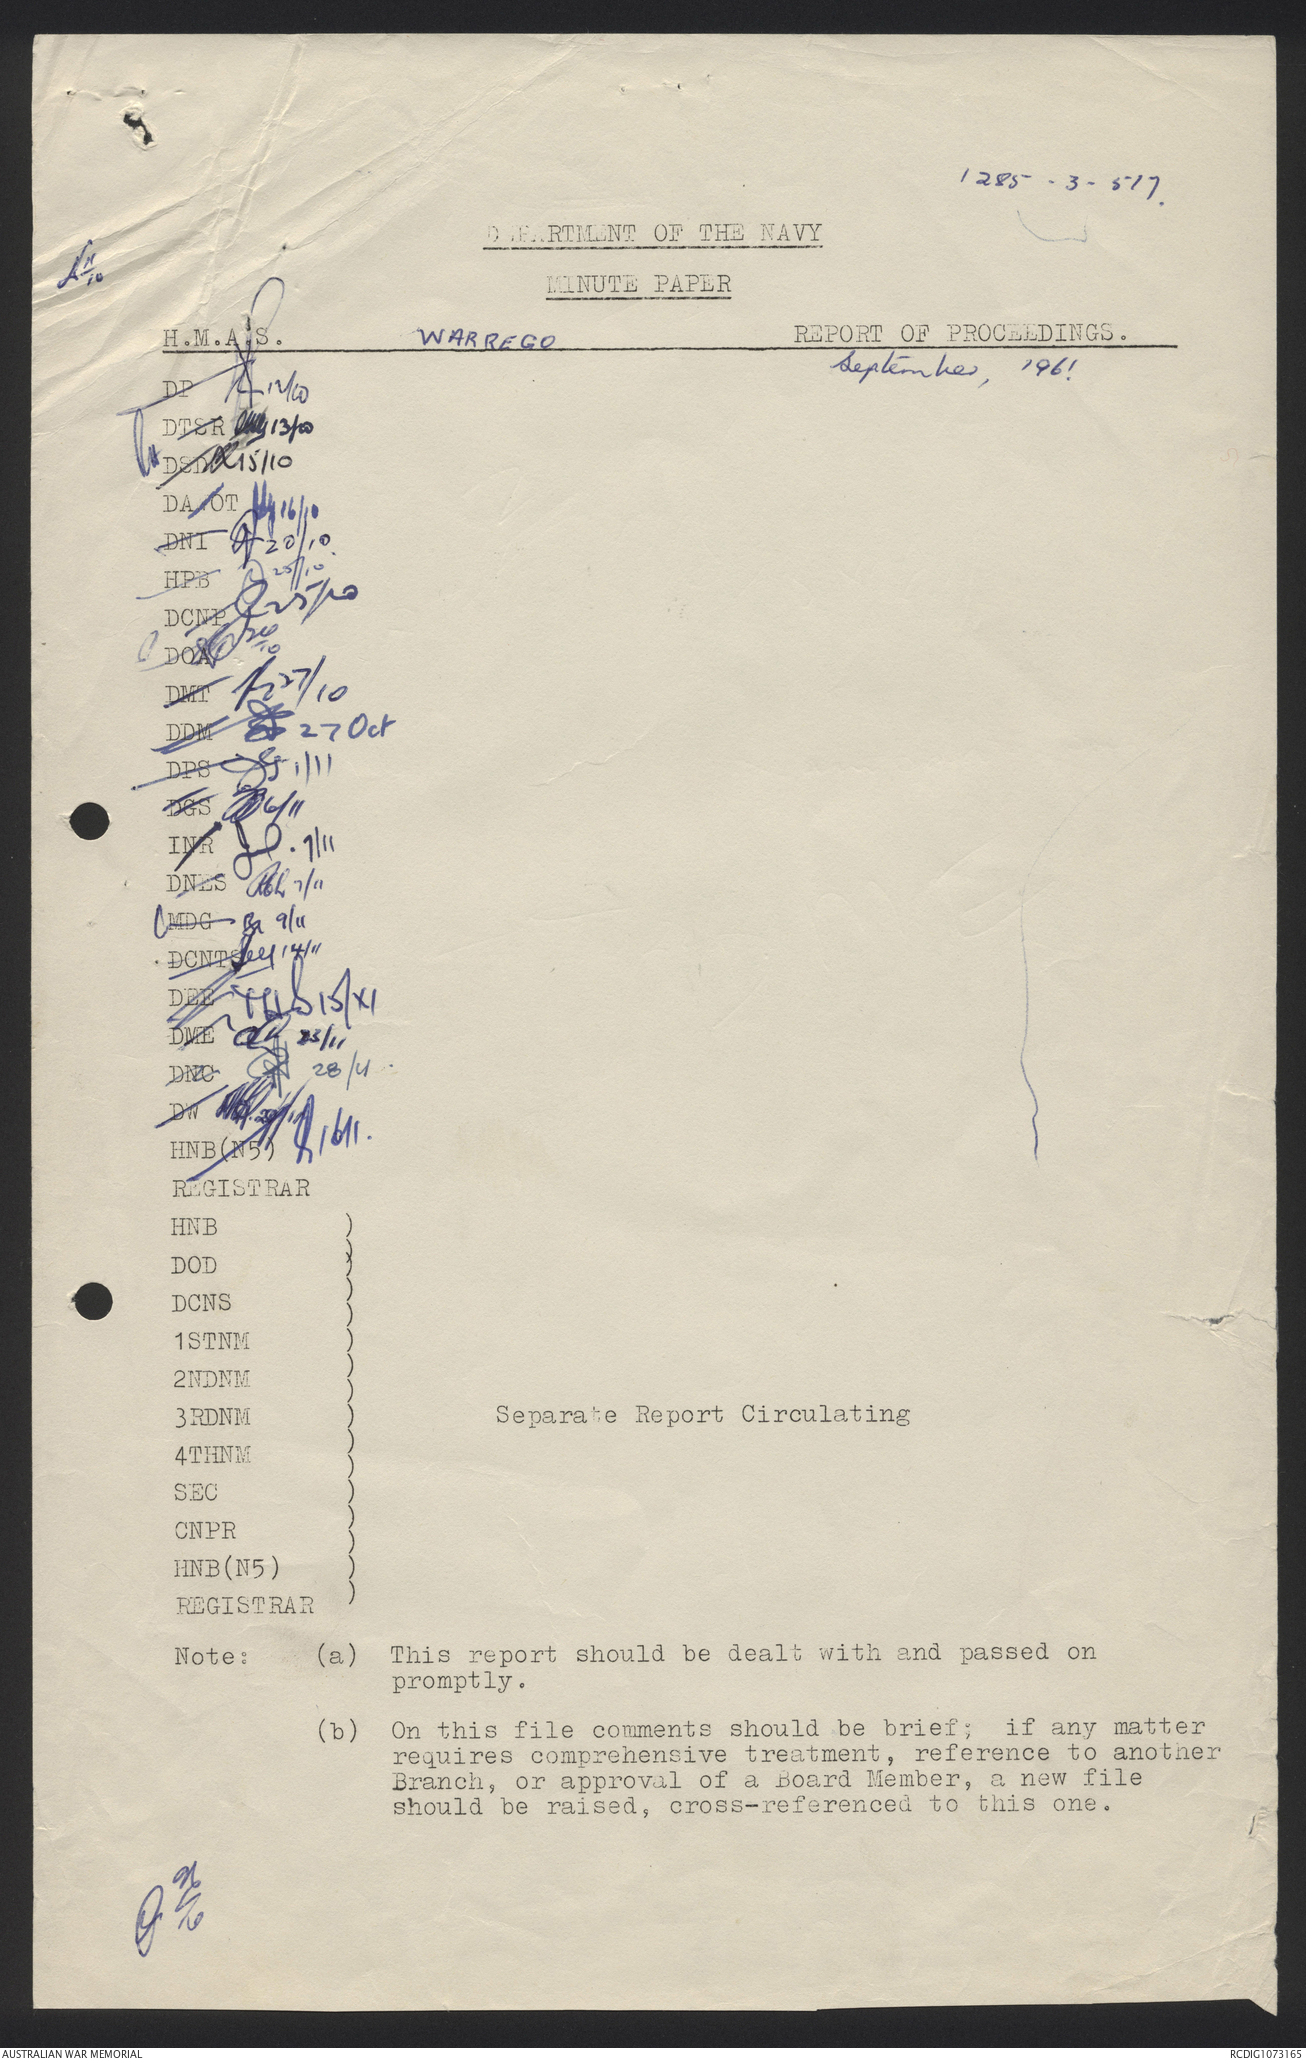 1285-3-517.
DEPARTMENT OF THE NAVY
MINUTE PAPER
H.M.A.S. WARREGO REPORT OF PROCEEDINGS.
September, 1961
DP 12/10
DTSR 13/10
DSD 15/10
DA/OT 16/10
DNI 20/10
HPB 25/10
DCNP 25/10
DOA 26/10
DMT 27/10
DDM 27 Oct
DPS 1/11
DGS 6/11
INR 7/11
DNES 7/11
MDG 9/11
DCNTS 14/11
DEE 15/XI
DME 23/11
DNC 28/11
DW
HNB(N5)
REGISTRAR
HNB )
DOD )
DCNS )
1STNM )
2NDNM )
3RDNM ) Separate Report Circulating
4THNM )
SEC )
CNPR )
HNB(N5) )
REGISTRAR )
Note: (a) This report should be dealt with and passed on
promptly.
(b) On this file comments should be brief; if any matter
requires comprehensive treatment, reference to another
Branch, or approval of a Board Member, a new file
should be raised, cross-referenced to this one.
AUSTRALIAN WAR MEMORIAL RCDIG1073165